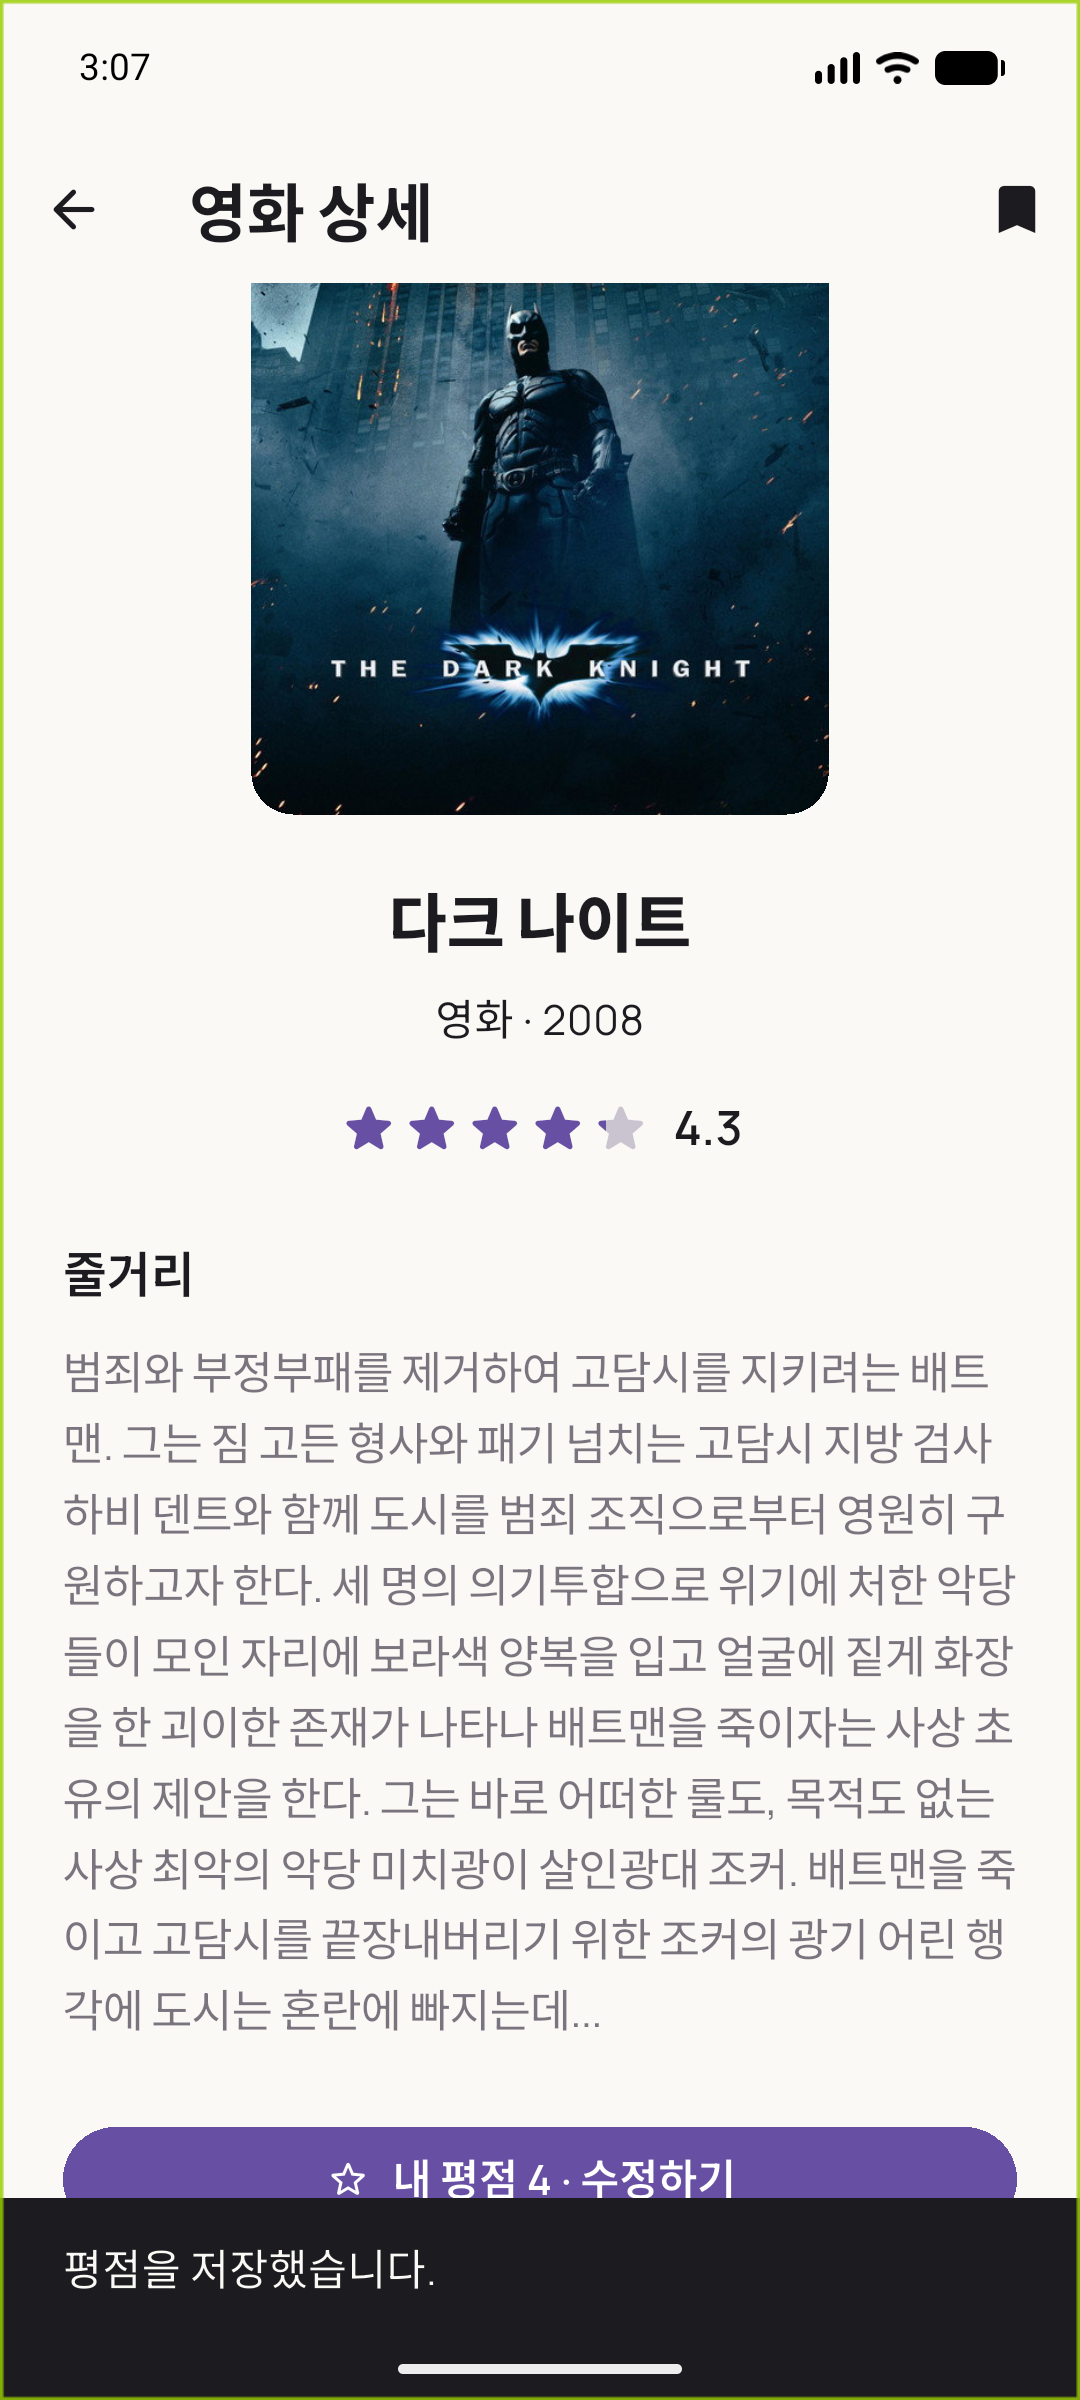 3:07
영화 상세
THE DARK KNIGHT
다크 나이트
영화 · 2008
4.3
줄거리
범죄와 부정부패를 제거하여 고담시를 지키려는 배트
맨. 그는 짐 고든 형사와 패기 넘치는 고담시 지방 검사
하비 덴트와 함께 도시를 범죄 조직으로부터 영원히 구
원하고자 한다. 세 명의 의기투합으로 위기에 처한 악당
들이 모인 자리에 보라색 양복을 입고 얼굴에 짙게 화장
을 한 괴이한 존재가 나타나 배트맨을 죽이자는 사상 초
유의 제안을 한다. 그는 바로 어떠한 룰도, 목적도 없는
사상 최악의 악당 미치광이 살인광대 조커. 배트맨을 죽
이고 고담시를 끝장내버리기 위한 조커의 광기 어린 행
각에 도시는 혼란에 빠지는데...
내 평점 4 · 수정하기
평점을 저장했습니다.